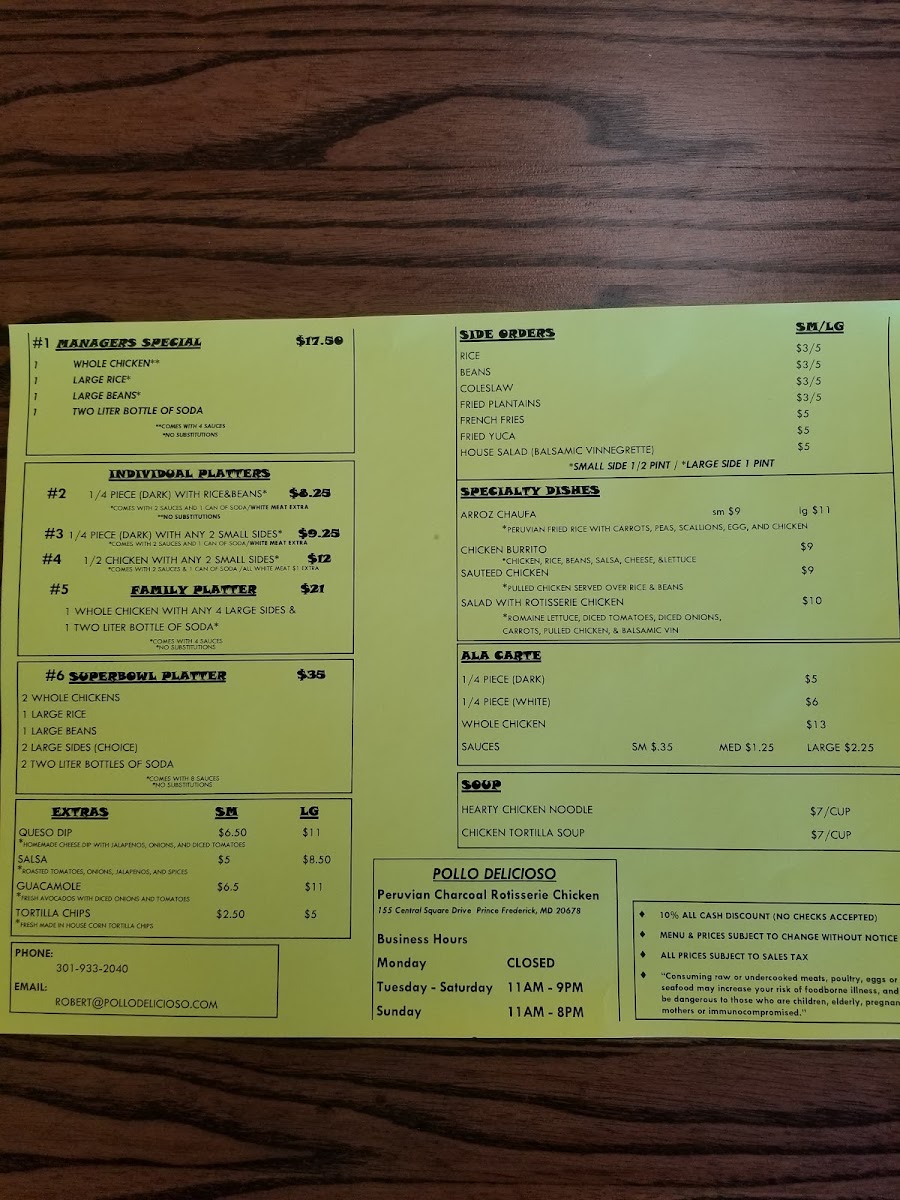 #1 MANAGERS SPECIAL $17.50
1 WHOLE CHICKEN**
1 LARGE RICE*
1 LARGE BEANS*
1 TWO LITER BOTTLE OF SODA
**COMES WITH 4 SAUCES
*NO SUBSTITUTIONS
INDIVIDUAL PLATTERS
#2 1/4 PIECE (DARK) WITH RICE&BEANS* $8.25
*COMES WITH 2 SAUCES AND 1 CAN OF SODA/WHITE MEAT EXTRA
**NO SUBSTITUTIONS
#3 1/4 PIECE (DARK) WITH ANY 2 SMALL SIDES* $9.25
*COMES WITH 2 SAUCES AND 1 CAN OF SODA/WHITE MEAT EXTRA
#4 1/2 CHICKEN WITH ANY 2 SMALL SIDES* $12
*COMES WITH 2 SAUCES & 1 CAN OF SODA/ALL WHITE MEAT $1 EXTRA
#5 FAMILY PLATTER $21
1 WHOLE CHICKEN WITH ANY 4 LARGE SIDES &
1 TWO LITER BOTTLE OF SODA*
*COMES WITH 4 SAUCES
*NO SUBSTITUTIONS
#6 SUPERBOWL PLATTER $35
2 WHOLE CHICKENS
1 LARGE RICE
1 LARGE BEANS
2 LARGE SIDES (CHOICE)
2 TWO LITER BOTTLES OF SODA
*COMES WITH 8 SAUCES
*NO SUBSTITUTIONS
EXTRAS SM LG
QUESO DIP $6.50 $11
*HOMEMADE CHEESE DIP WITH JALAPENOS, ONIONS, AND DICED TOMATOES
SALSA $5 $8.50
*ROASTED TOMATOES, ONIONS, JALAPENOS, AND SPICES
GUACAMOLE $6.5 $11
*FRESH AVOCADOS WITH DICED ONIONS AND TOMATOES
TORTILLA CHIPS $2.50 $5
*FRESH MADE IN HOUSE CORN TORTILLA CHIPS
PHONE:
301-933-2040
EMAIL:
ROBERT@POLLODELICIOSO.COM
SIDE ORDERS SM/LG
RICE $3/5
BEANS $3/5
COLESLAW $3/5
FRIED PLANTAINS $3/5
FRENCH FRIES $5
FRIED YUCA $5
HOUSE SALAD (BALSAMIC VINNEGRETTE) $5
*SMALL SIDE 1/2 PINT / *LARGE SIDE 1 PINT
SPECIALTY DISHES
ARROZ CHAUFA sm $9 lg $11
*PERUVIAN FRIED RICE WITH CARROTS, PEAS, SCALLIONS, EGG, AND CHICKEN
CHICKEN BURRITO $9
*CHICKEN, RICE, BEANS, SALSA, CHEESE, &LETTUCE
SAUTEED CHICKEN $9
*PULLED CHICKEN SERVED OVER RICE & BEANS
SALAD WITH ROTISSERIE CHICKEN $10
*ROMAINE LETTUCE, DICED TOMATOES, DICED ONIONS,
CARROTS, PULLED CHICKEN, & BALSAMIC VIN
ALA CARTE
1/4 PIECE (DARK) $5
1/4 PIECE (WHITE) $6
WHOLE CHICKEN $13
SAUCES SM $.35 MED $1.25 LARGE $2.25
SOUP
HEARTY CHICKEN NOODLE $7/CUP
CHICKEN TORTILLA SOUP $7/CUP
POLLO DELICIOSO
Peruvian Charcoal Rotisserie Chicken
155 Central Square Drive Prince Frederick, MD 20678
Business Hours
Monday CLOSED
Tuesday - Saturday 11AM - 9PM
Sunday 11AM - 8PM
♦ 10% ALL CASH DISCOUNT (NO CHECKS ACCEPTED)
♦ MENU & PRICES SUBJECT TO CHANGE WITHOUT NOTICE
♦ ALL PRICES SUBJECT TO SALES TAX
♦ "Consuming raw or undercooked meats, poultry, eggs or
seafood may increase your risk of foodborne illness, and
be dangerous to those who are children, elderly, pregnan
mothers or immunocompromised."